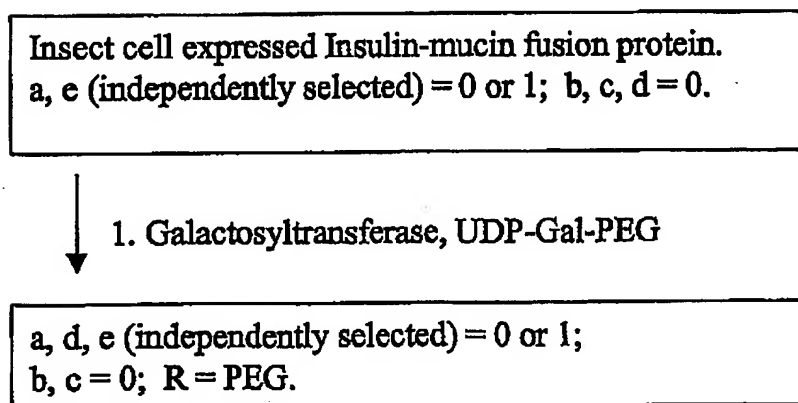 Insect cell expressed Insulin-mucin fusion protein.
a, e (independently selected) = 0 or 1; b, c, d = 0.
1. Galactosyltransferase, UDP-Gal-PEG
a, d, e (independently selected) = 0 or 1;
b, c = 0; R = PEG.